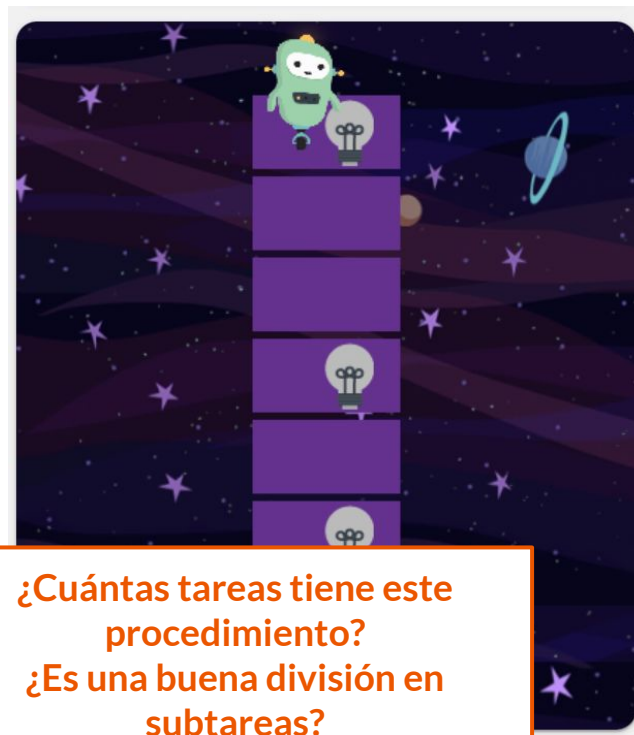 ¿Cuántas tareas tiene este
procedimiento?
¿Es una buena división en
subtareas?